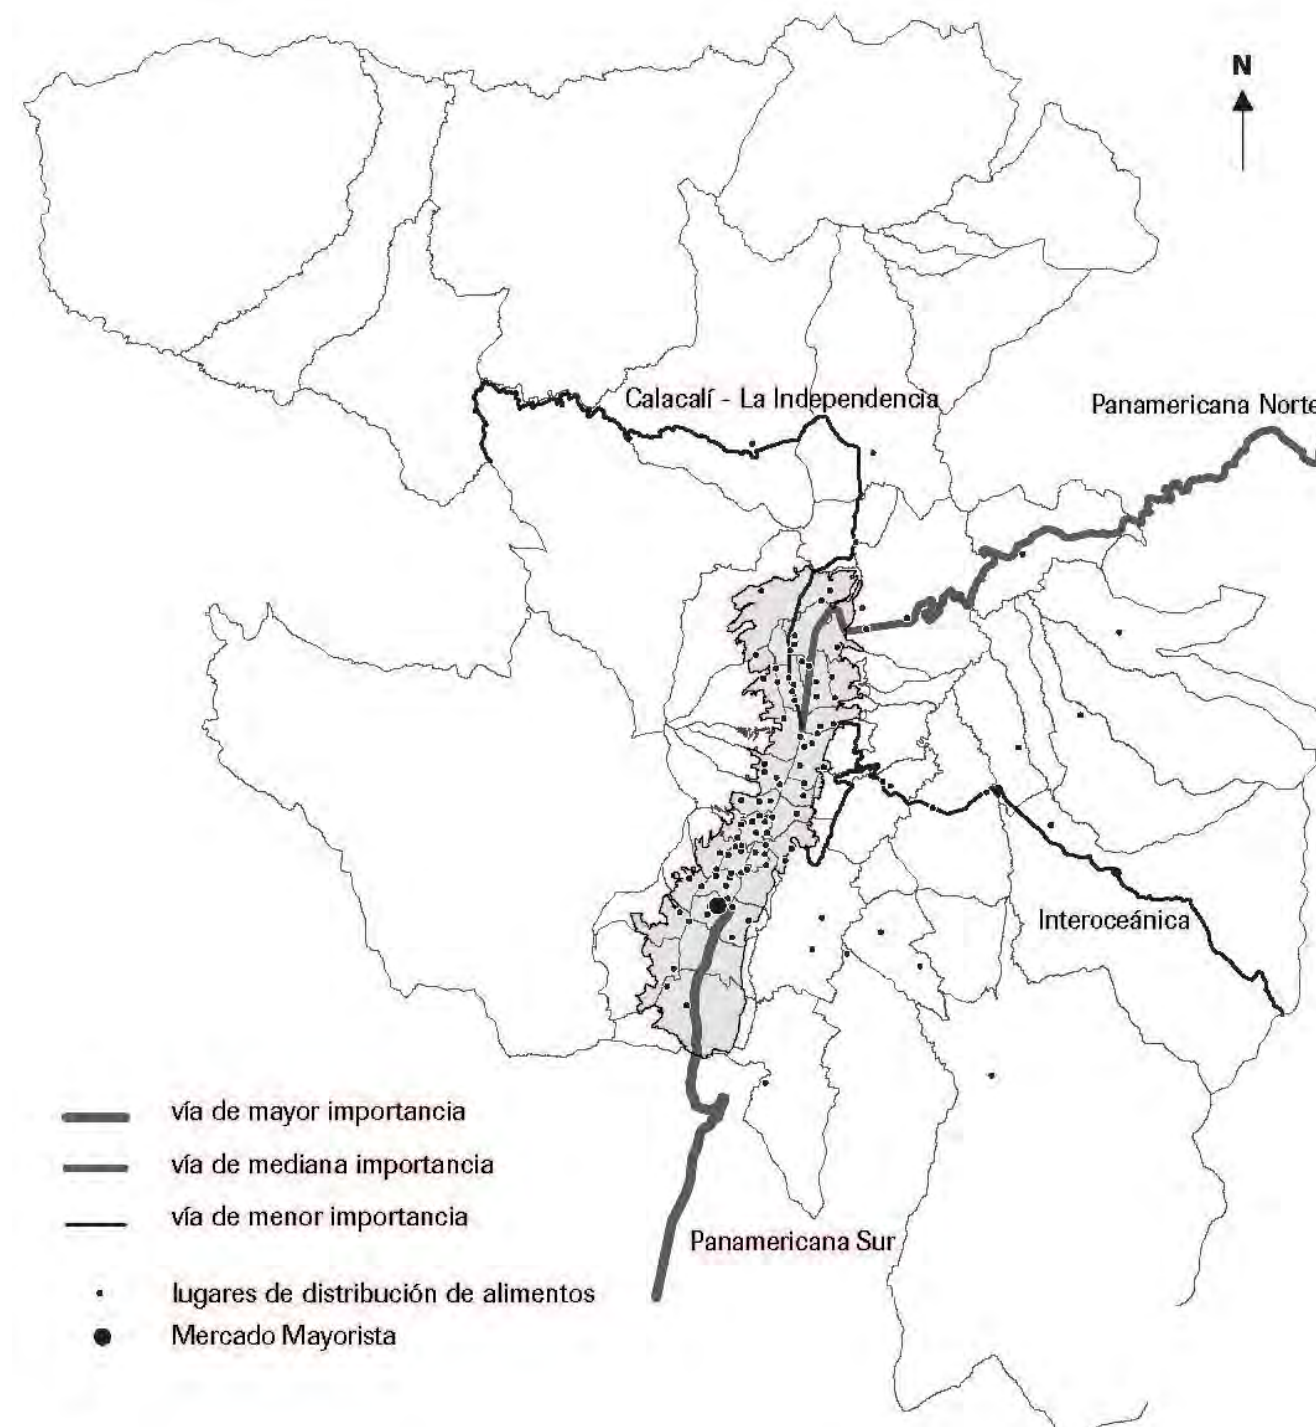 N
Calacalí - La Independencia
Panamericana Norte
Interoceánica
vía de mayor importancia
vía de mediana importancia
vía de menor importancia
Panamericana Sur
lugares de distribución de alimentos
Mercado Mayorista